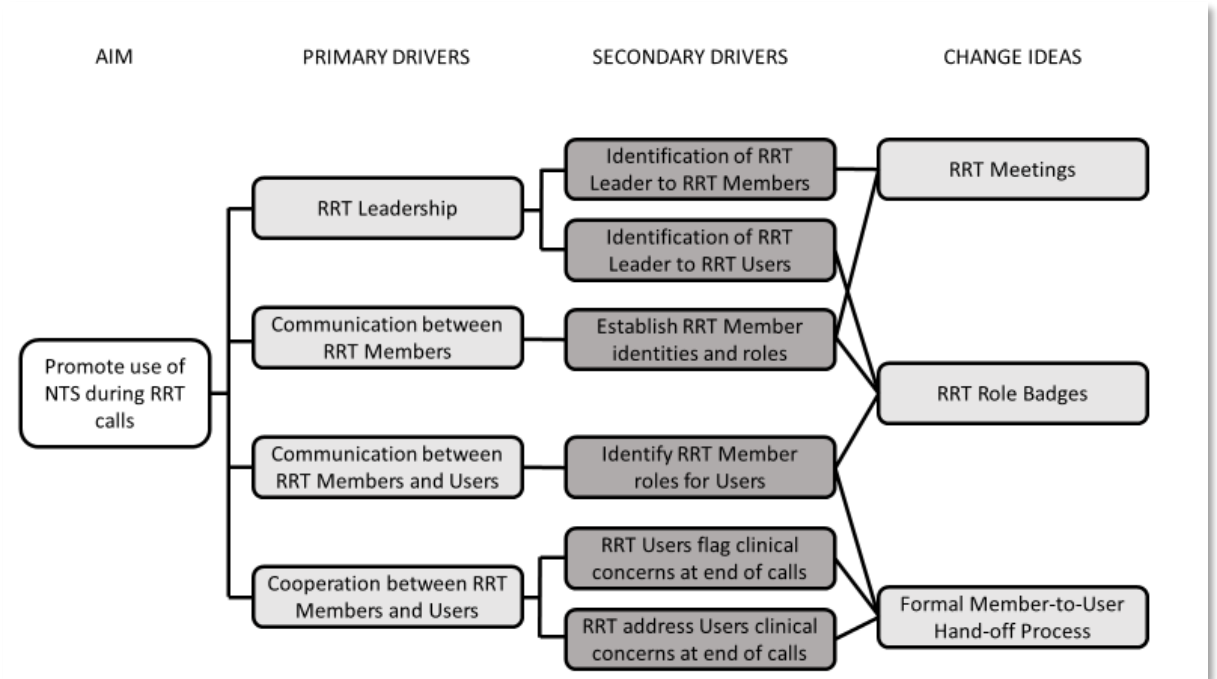 AIM
PRIMARY DRIVERS
SECONDARY DRIVERS
CHANGE IDEAS
Promote use of
NTS during RRT
calls
RRT Leadership
Communication between
RRT Members
Communication between
RRT Members and Users
Cooperation between RRT
Members and Users
Identification of RRT
Leader to RRT Members
Identification of RRT
Leader to RRT Users
Establish RRT Member
identities and roles
Identify RRT Member
roles for Users
RRT Users flag clinical
concerns at end of calls
RRT address Users clinical
concerns at end of calls
RRT Meetings
RRT Role Badges
Formal Member-to-User
Hand-off Process